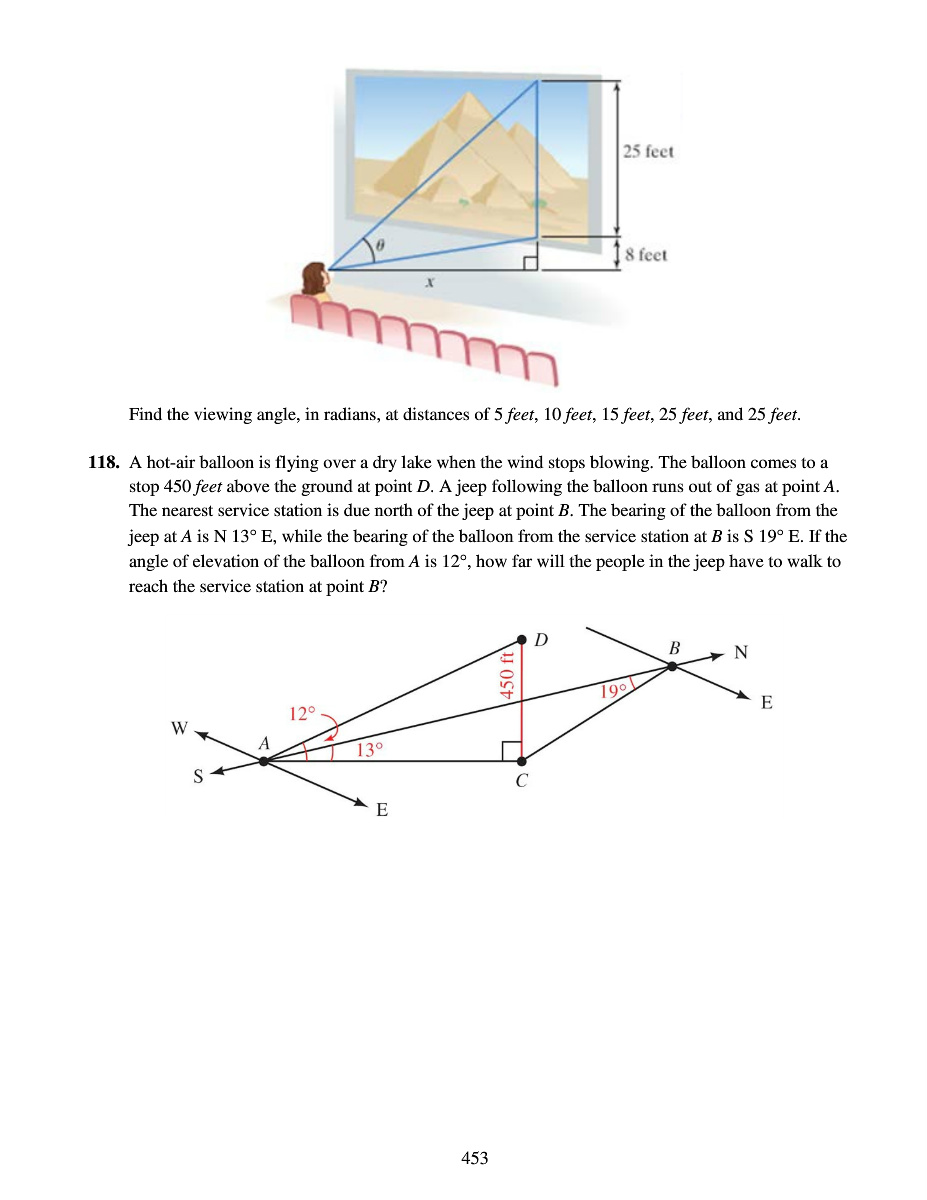 25 feet
θ
8 feet
x
Find the viewing angle, in radians, at distances of 5 feet, 10 feet, 15 feet, 25 feet, and 25 feet.
118. A hot-air balloon is flying over a dry lake when the wind stops blowing. The balloon comes to a
stop 450 feet above the ground at point D. A jeep following the balloon runs out of gas at point A.
The nearest service station is due north of the jeep at point B. The bearing of the balloon from the
jeep at A is N 13° E, while the bearing of the balloon from the service station at B is S 19° E. If the
angle of elevation of the balloon from A is 12°, how far will the people in the jeep have to walk to
reach the service station at point B?
D
B
N
450 ft
19°
E
12°
W
A
13°
S
C
E
453